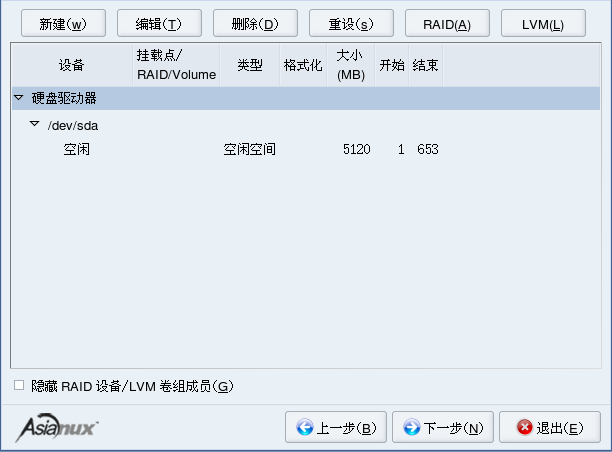 新建(w) 编辑(T) 删除(D) 重设(s) RAID(A) LVM(L)
设备 挂载点/ RAID/Volume 类型 格式化 大小 (MB) 开始 结束
硬盘驱动器
/dev/sda
空闲 空闲空间 5120 1 653
隐藏 RAID 设备/LVM 卷组成员(G)
Asianux 上一步(B) 下一步(N) 退出(E)